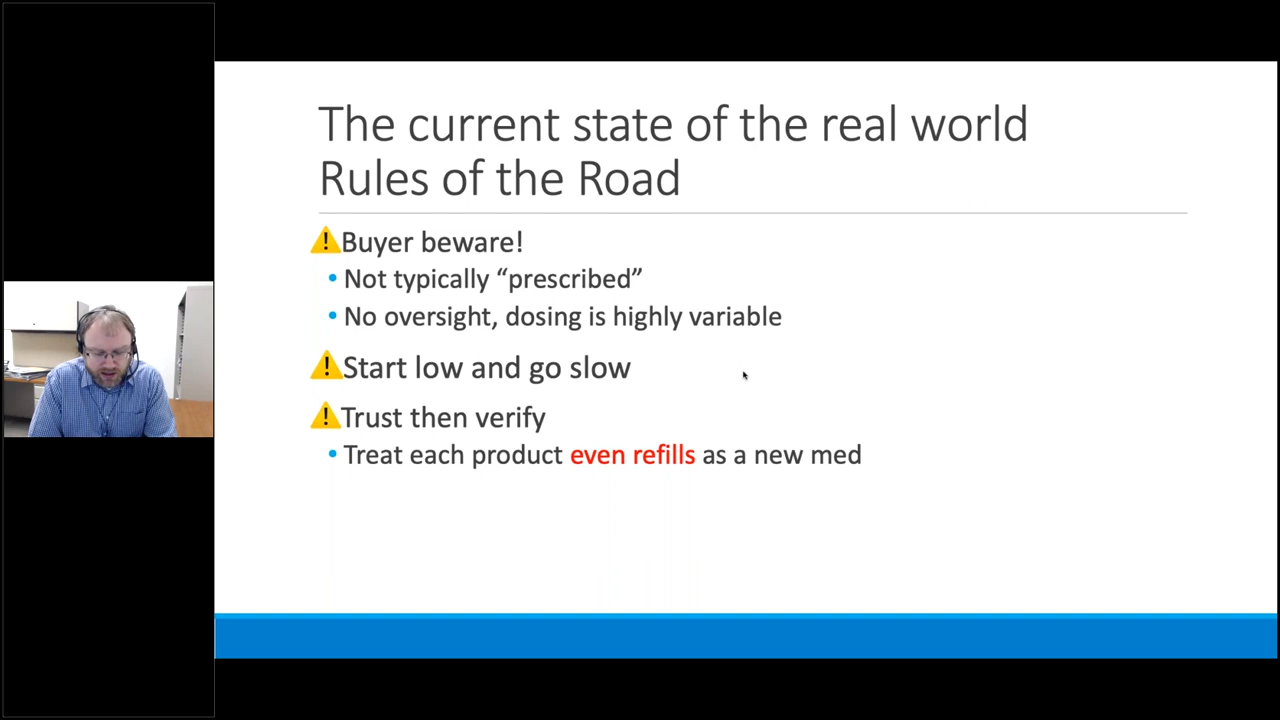 The current state of the real world
Rules of the Road
Buyer beware!
• Not typically “prescribed”
• No oversight, dosing is highly variable
Start low and go slow
Trust then verify
• Treat each product even refills as a new med